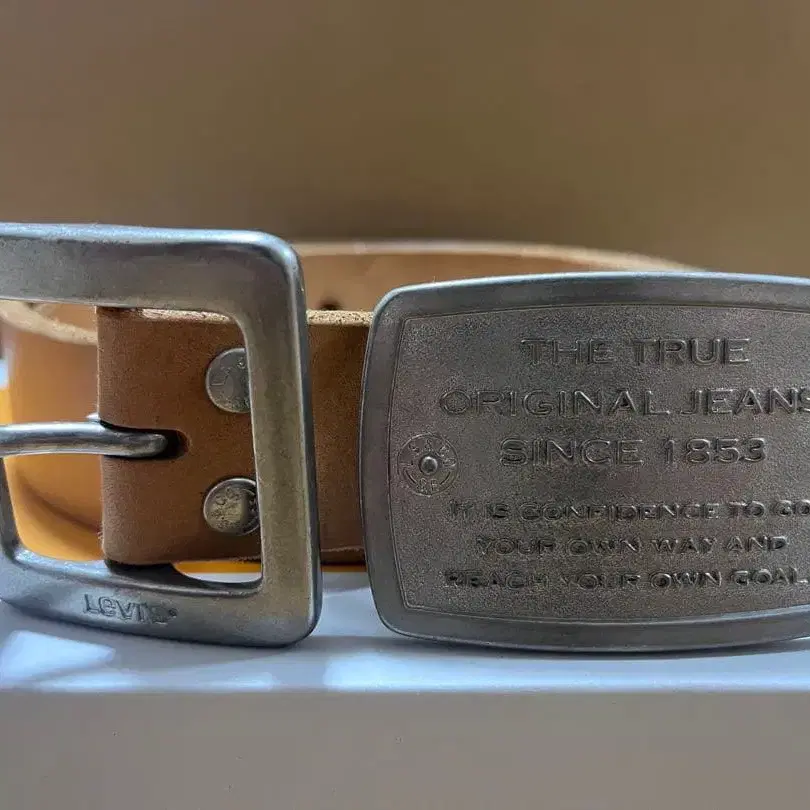 THE TRUE
ORIGINAL JEANS
SINCE 1853
IT IS CONFIDENCE TO GO
YOUR OWN WAY AND
REACH YOUR OWN GOAL
Levi's®